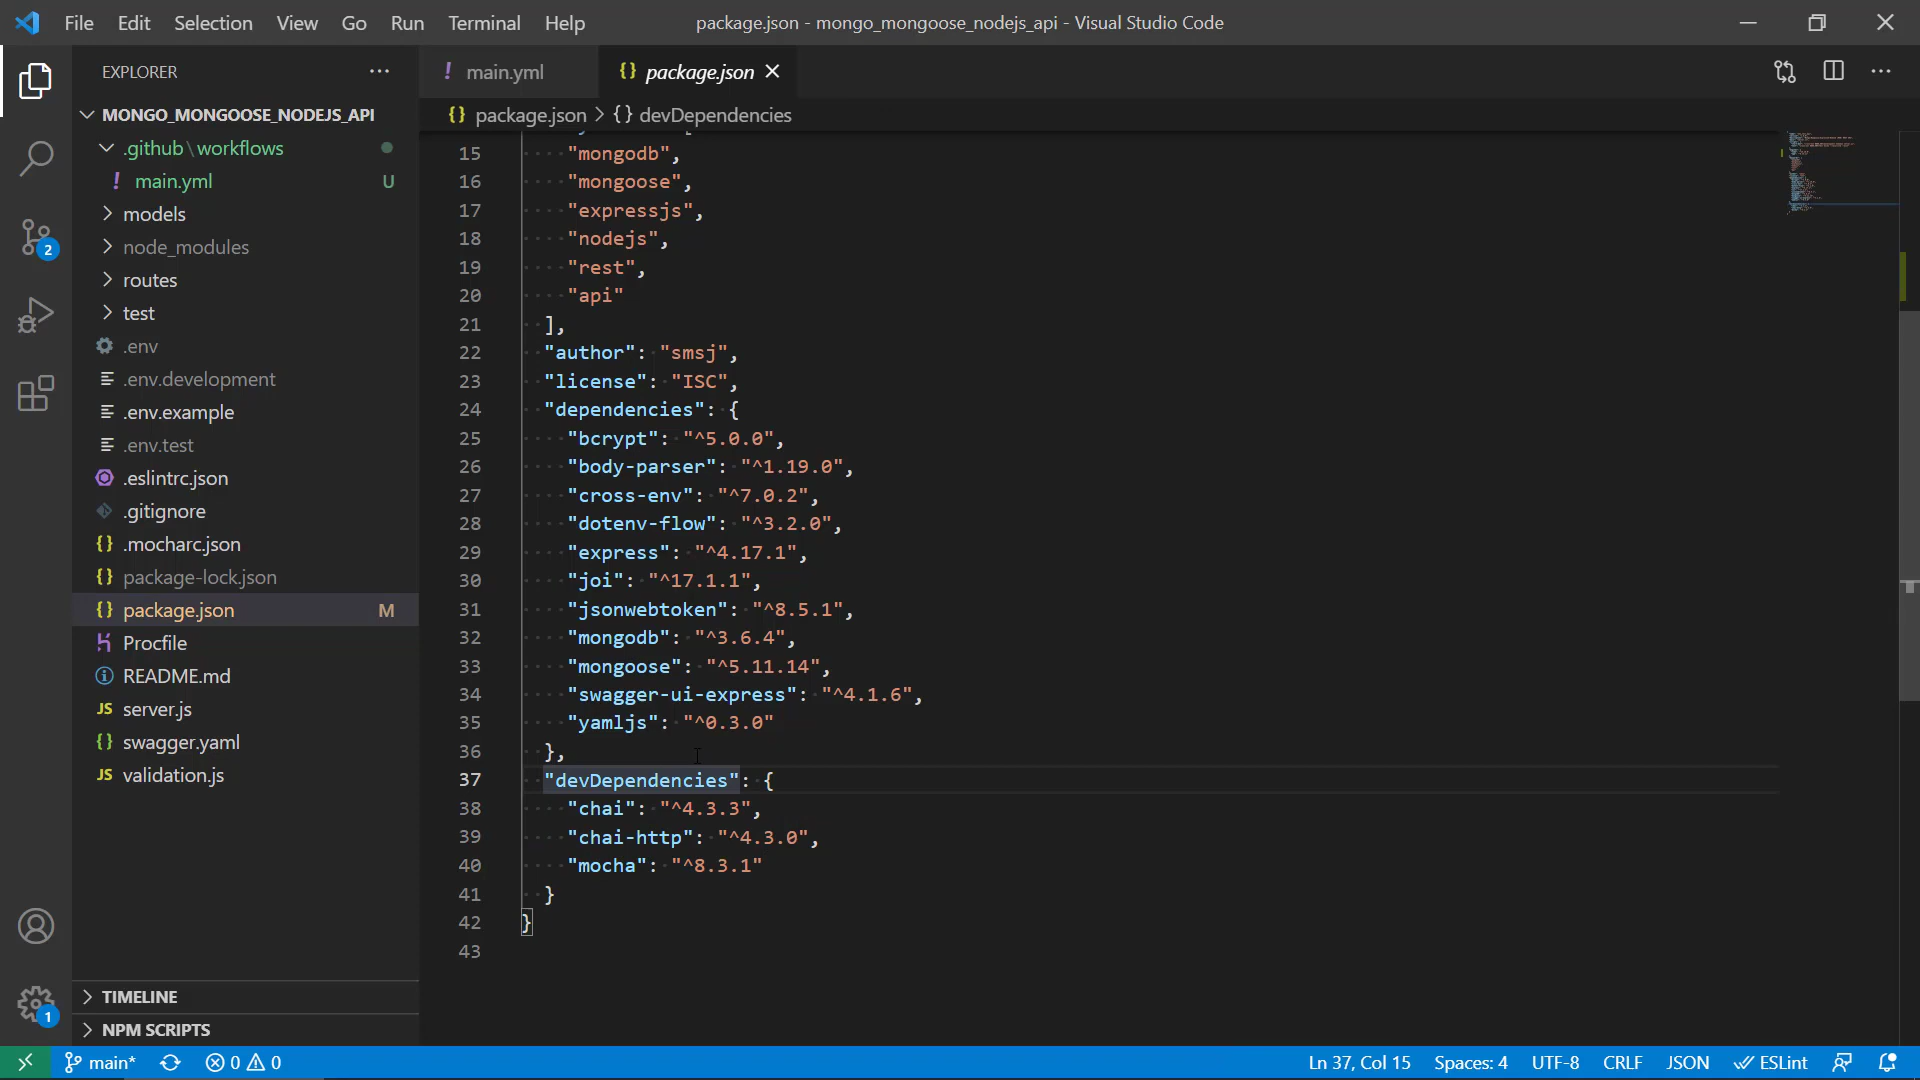 File Edit Selection View Go Run Terminal Help
package.json - mongo_mongoose_nodejs_api - Visual Studio Code
EXPLORER
MONGO_MONGOOSE_NODEJS_API
.github\workflows
! main.yml U
models
node_modules
routes
test
.env
.env.development
.env.example
.env.test
.eslintrc.json
.gitignore
{} .mocharc.json
{} package-lock.json
{} package.json M
Procfile
README.md
JS server.js
{} swagger.yaml
JS validation.js
TIMELINE
NPM SCRIPTS
2
1
! main.yml
{} package.json
{} package.json > {} devDependencies
15 "mongodb",
16 "mongoose",
17 "expressjs",
18 "nodejs",
19 "rest",
20 "api"
21 ],
22 "author": "smsj",
23 "license": "ISC",
24 "dependencies": {
25 "bcrypt": "^5.0.0",
26 "body-parser": "^1.19.0",
27 "cross-env": "^7.0.2",
28 "dotenv-flow": "^3.2.0",
29 "express": "^4.17.1",
30 "joi": "^17.1.1",
31 "jsonwebtoken": "^8.5.1",
32 "mongodb": "^3.6.4",
33 "mongoose": "^5.11.14",
34 "swagger-ui-express": "^4.1.6",
35 "yamljs": "^0.3.0"
36 },
37 "devDependencies": {
38 "chai": "^4.3.3",
39 "chai-http": "^4.3.0",
40 "mocha": "^8.3.1"
41 }
42 }
43
main* 0 0 Ln 37, Col 15 Spaces: 4 UTF-8 CRLF JSON ESLint